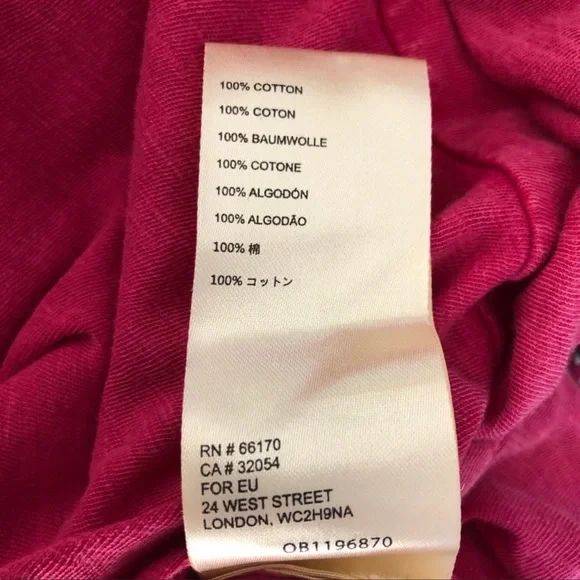 100% COTTON
100% COTON
100% BAUMWOLLE
100% COTONE
100% ALGODÓN
100% ALGODÃO
100% 棉
100% コットン
RN # 66170
CA # 32054
FOR EU
24 WEST STREET
LONDON, WC2H9NA
OB1196870